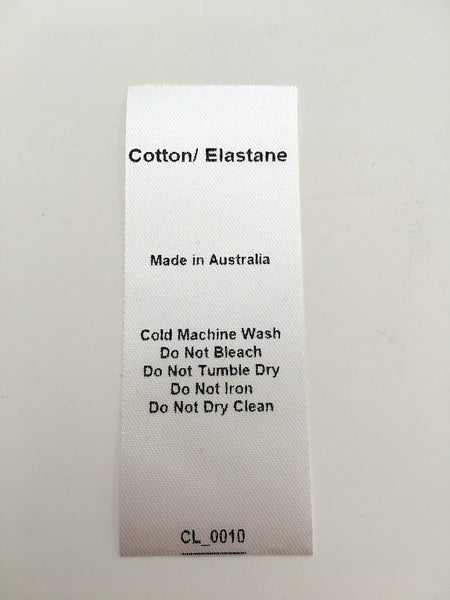 Cotton/ Elastane
Made in Australia
Cold Machine Wash
Do Not Bleach
Do Not Tumble Dry
Do Not Iron
Do Not Dry Clean
CL_0010